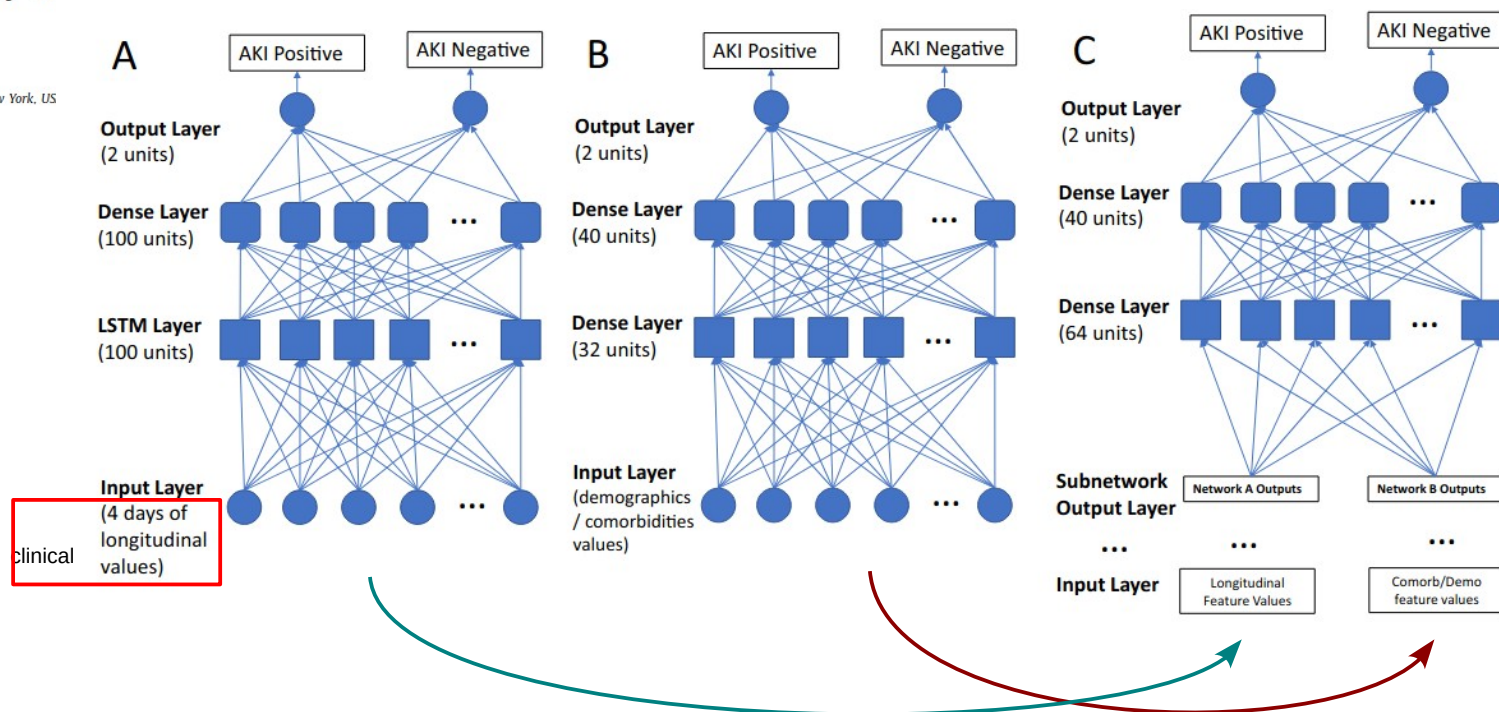 w York, US
A
AKI Positive
AKI Negative
Output Layer
(2 units)
Dense Layer
(100 units)
...
LSTM Layer
(100 units)
...
Input Layer
(4 days of
longitudinal
values)
clinical
...
B
AKI Positive
AKI Negative
Output Layer
(2 units)
Dense Layer
(40 units)
...
Dense Layer
(32 units)
...
Input Layer
(demographics
/ comorbidities
values)
...
C
AKI Positive
AKI Negative
Output Layer
(2 units)
Dense Layer
(40 units)
...
Dense Layer
(64 units)
...
Subnetwork
Output Layer
Network A Outputs
Network B Outputs
...
...
...
Input Layer
Longitudinal
Feature Values
Comorb/Demo
feature values